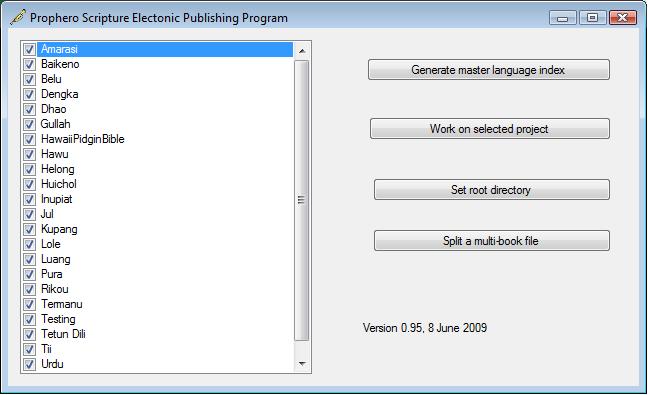 Prophero Scripture Electonic Publishing Program
Amarasi
Baikeno
Belu
Dengka
Dhao
Gullah
HawaiiPidginBible
Hawu
Helong
Huichol
Inupiat
Jul
Kupang
Lole
Luang
Pura
Rikou
Termanu
Testing
Tetun Dili
Tii
Urdu
Generate master language index
Work on selected project
Set root directory
Split a multi-book file
Version 0.95, 8 June 2009